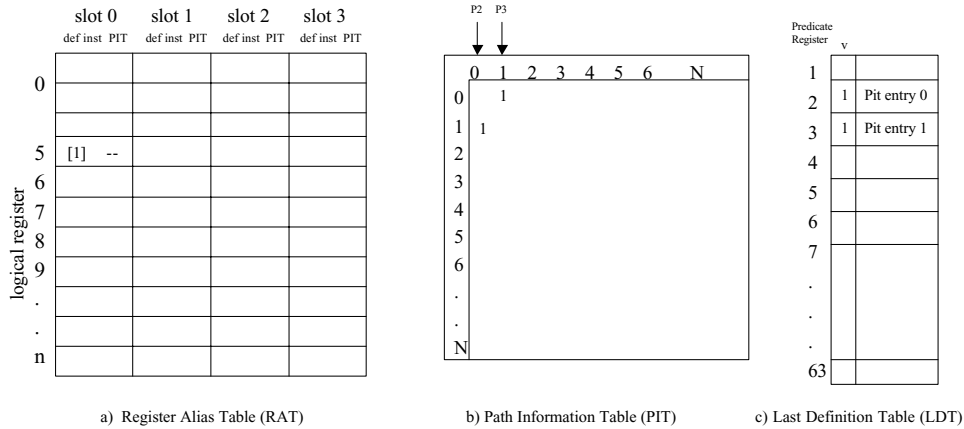 slot 0 slot 1 slot 2 slot 3
def inst PIT def inst PIT def inst PIT def inst PIT
logical register
0
5 [1] --
6
7
8
9
.
.
n
a) Register Alias Table (RAT)
P2 P3
0 1 2 3 4 5 6 N
0 1
1 1
2
3
4
5
6
.
.
N
b) Path Information Table (PIT)
Predicate
Register v
1
2 1 Pit entry 0
3 1 Pit entry 1
4
5
6
7
.
.
.
63
c) Last Definition Table (LDT)